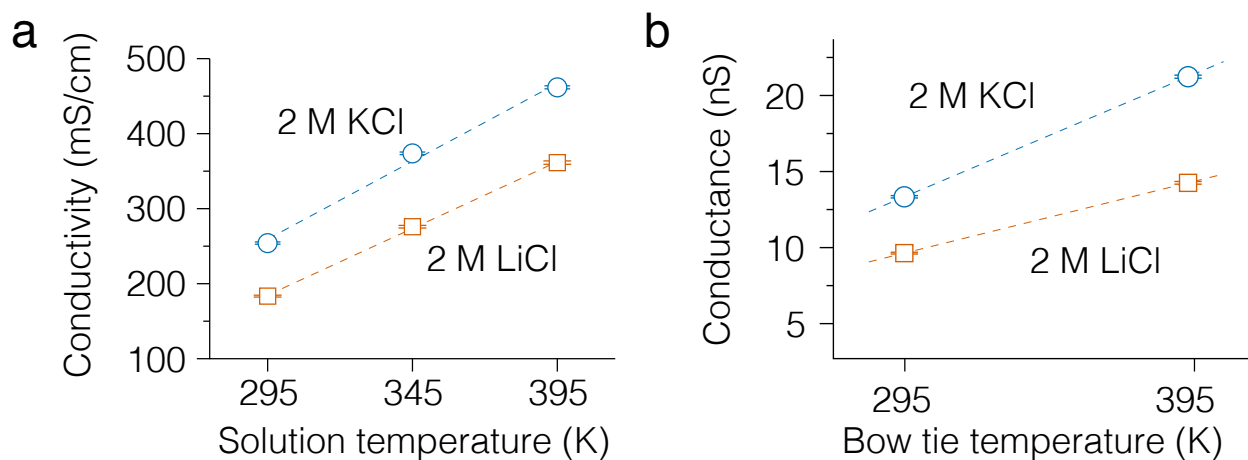 a
Conductivity (mS/cm)
500
400
300
200
100
2 M KCl
2 M LiCl
295 345 395
Solution temperature (K)
b
Conductance (nS)
20
15
10
5
2 M KCl
2 M LiCl
295 395
Bow tie temperature (K)